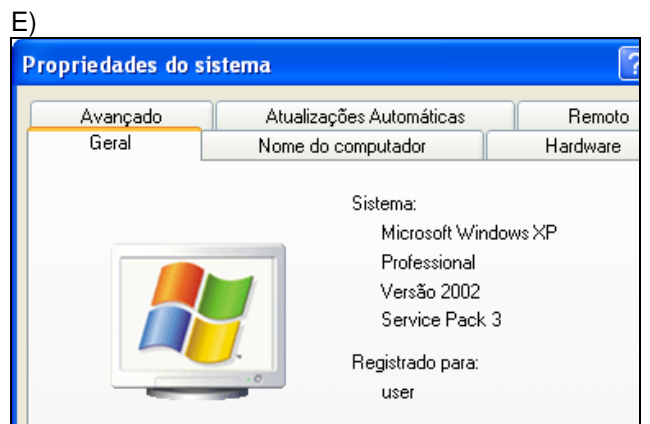 E)
Propriedades do sistema ?
Avançado Atualizações Automáticas Remoto
Geral Nome do computador Hardware
Sistema:
Microsoft Windows XP
Professional
Versão 2002
Service Pack 3
Registrado para:
user